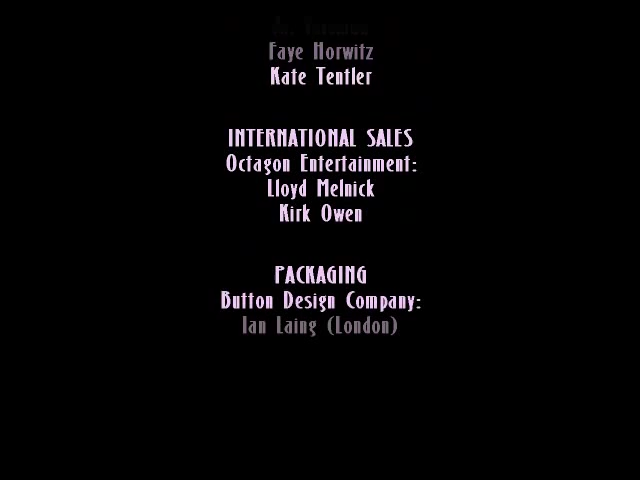 Faye Horwitz
Kate Tentler
INTERNATIONAL SALES
Octagon Entertainment:
Lloyd Melnick
Kirk Owen
PACKAGING
Button Design Company:
Ian Laing (London)